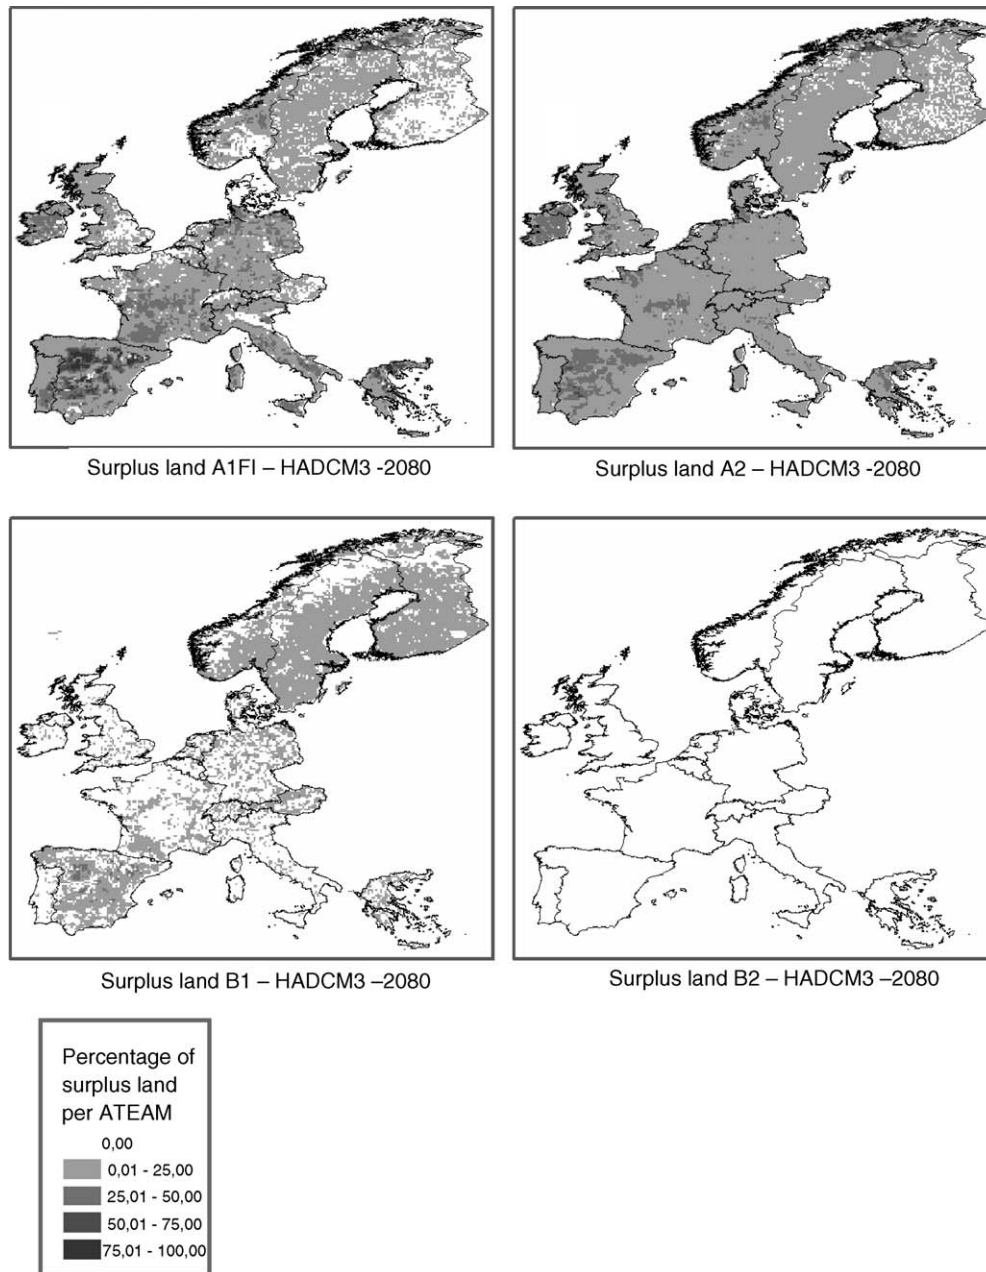 Surplus land A1FI – HADCM3 -2080
Surplus land A2 – HADCM3 -2080
Surplus land B1 – HADCM3 –2080
Surplus land B2 – HADCM3 –2080
Percentage of
surplus land
per ATEAM
0,00
0,01 - 25,00
25,01 - 50,00
50,01 - 75,00
75,01 - 100,00